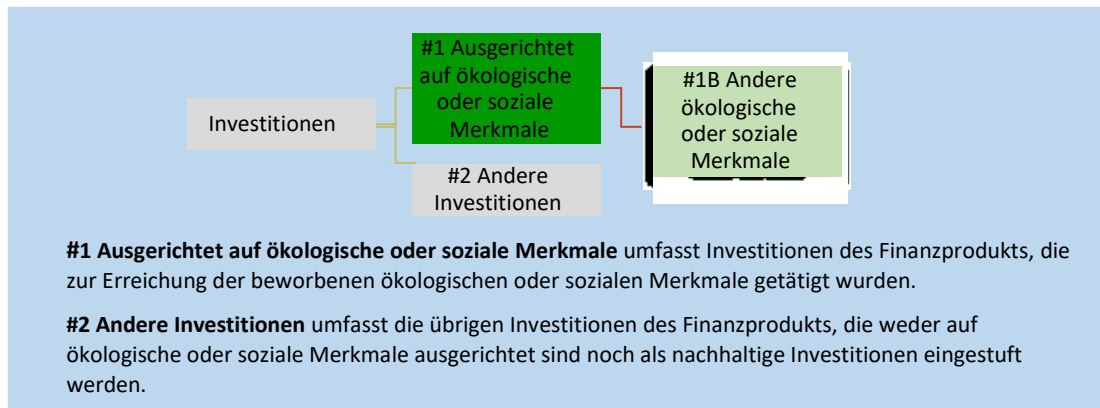 #1 Ausgerichtet
auf ökologische
oder soziale
Merkmale
#1B Andere
ökologische
oder soziale
Merkmale
Investitionen
#2 Andere
Investitionen
#1 Ausgerichtet auf ökologische oder soziale Merkmale umfasst Investitionen des Finanzprodukts, die
zur Erreichung der beworbenen ökologischen oder sozialen Merkmale getätigt wurden.
#2 Andere Investitionen umfasst die übrigen Investitionen des Finanzprodukts, die weder auf
ökologische oder soziale Merkmale ausgerichtet sind noch als nachhaltige Investitionen eingestuft
werden.